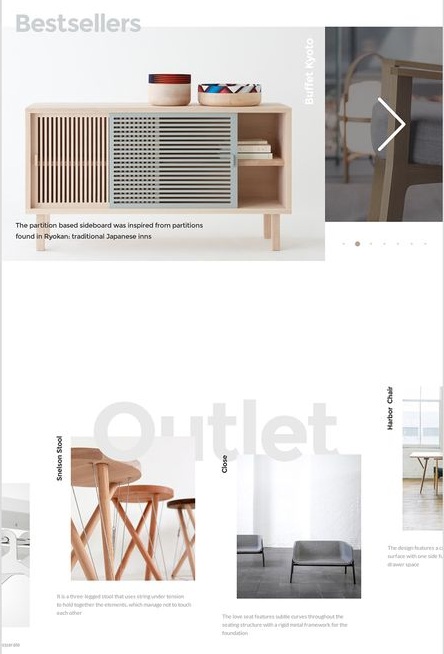 Bestsellers
Buffet Kyoto
The partition based sideboard was inspired from partitions
found in Ryokan; traditional Japanese inns
Outlet
Harbor Chair
Snelson Stool
Close
The design features a c
surface with one side fu
drawer space
It is a three-legged stool that uses string under tension
to hold together the elements, which manage not to touch
each other
The love seat features subtle curves throughout the
seating structure with a rigid metal framework for the
foundation